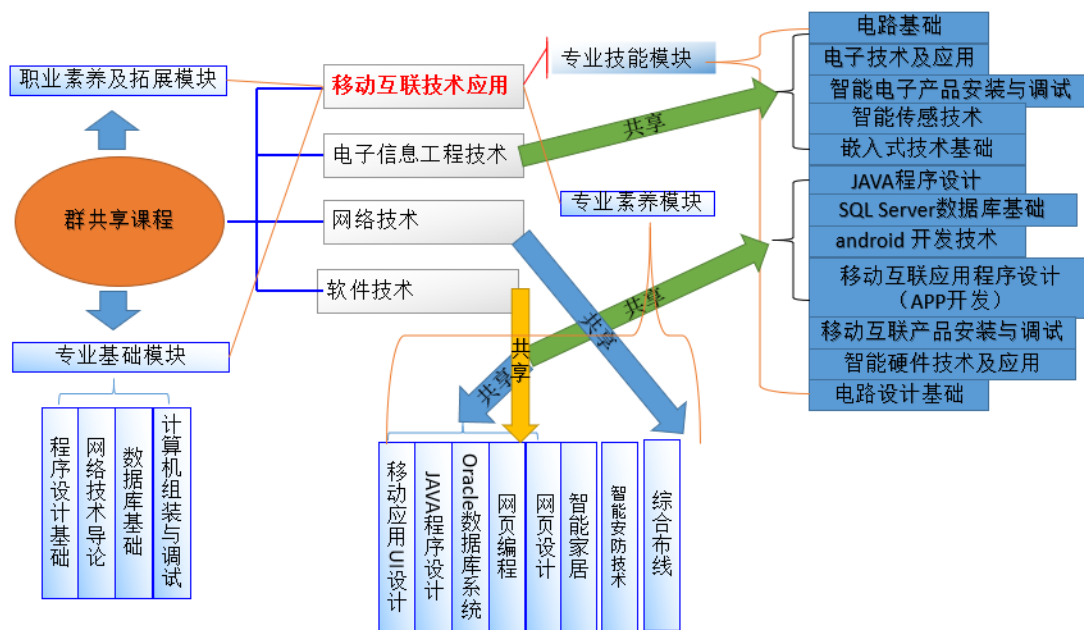 职业素养及拓展模块
群共享课程
专业基础模块
程序设计基础
网络技术导论
数据库基础
计算机组装与调试
移动互联技术应用
电子信息工程技术
网络技术
软件技术
专业技能模块
专业素养模块
共享
共享
共享
共享
共享
移动应用UI设计
JAVA程序设计
Oracle数据库系统
网页编程
网页设计
智能家居
智能安防技术
综合布线
电路基础
电子技术及应用
智能电子产品安装与调试
智能传感技术
嵌入式技术基础
JAVA程序设计
SQL Server数据库基础
android 开发技术
移动互联应用程序设计
（APP开发）
移动互联产品安装与调试
智能硬件技术及应用
电路设计基础